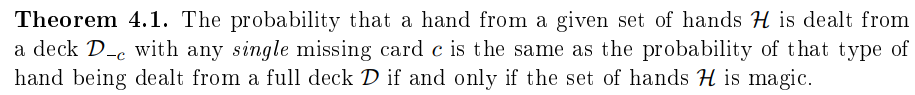 Theorem 4.1. The probability that a hand from a given set of hands ℋ is dealt from
a deck 𝒟₋c with any single missing card c is the same as the probability of that type of
hand being dealt from a full deck 𝒟 if and only if the set of hands ℋ is magic.